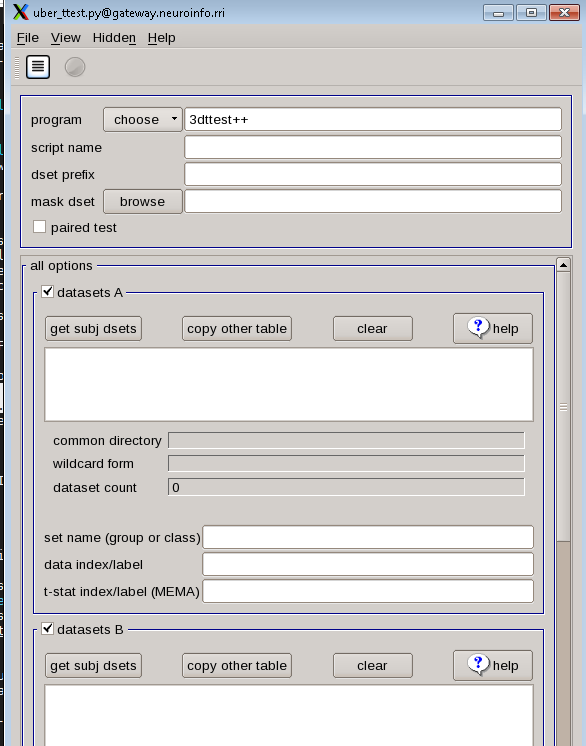 uber_ttest.py@gateway.neuroinfo.rri
File View Hidden Help
program choose 3dttest++
script name
dset prefix
mask dset browse
paired test
all options
datasets A
get subj dsets copy other table clear ? help
common directory
wildcard form
dataset count 0
set name (group or class)
data index/label
t-stat index/label (MEMA)
datasets B
get subj dsets copy other table clear ? help